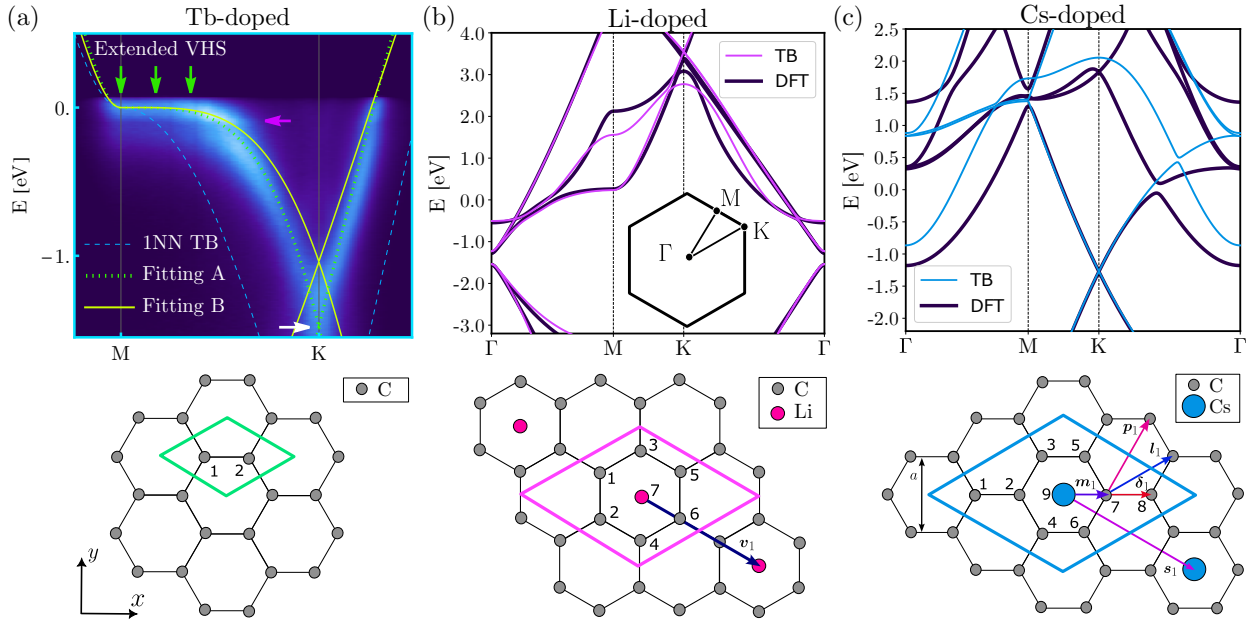 (a) Tb-doped
Extended VHS
0.
−1.
E [eV]
1NN TB
Fitting A
Fitting B
M K
C
1 2
y
x
(b) Li-doped
4.0
3.0
2.0
1.0
0.0
-1.0
-2.0
-3.0
E [eV]
TB
DFT
M
K
Γ
Γ M K Γ
C
Li
3
1 5
7
2 6
4
v₁
(c) Cs-doped
2.5
2.0
1.5
1.0
0.5
0.0
-0.5
-1.0
-1.5
-2.0
E [eV]
TB
DFT
Γ M K Γ
C
Cs
p₁
l₁
3 5
a
m₁ δ₁
1 2 9 7 8
4 6
s₁